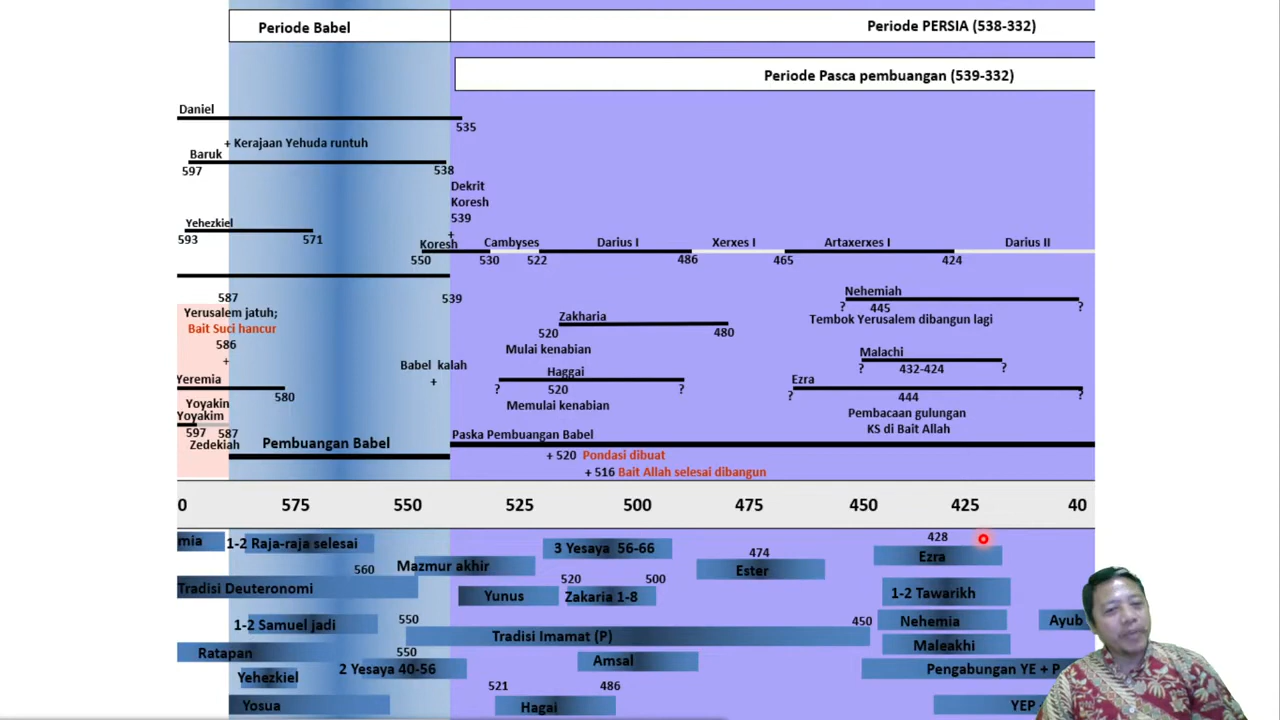 Periode Babel
Periode PERSIA (538-332)
Periode Pasca pembuangan (539-332)
Daniel
535
+ Kerajaan Yehuda runtuh
Baruk
597
538
Dekrit
Koresh
539
+
Yehezkiel
593
571
Koresh
550
Cambyses
530
522
Darius I
486
Xerxes I
465
Artaxerxes I
424
Darius II
587
539
Yerusalem jatuh;
Bait Suci hancur
586
+
Nehemiah
?
445
?
Tembok Yerusalem dibangun lagi
Zakharia
520
480
Mulai kenabian
Babel kalah
+
Haggai
?
520
?
Memulai kenabian
Malachi
?
432-424
?
Yeremia
580
Ezra
?
444
?
Pembacaan gulungan
KS di Bait Allah
Yoyakin
Yoyakim
597
587
Zedekiah
Pembuangan Babel
Paska Pembuangan Babel
+ 520 Pondasi dibuat
+ 516 Bait Allah selesai dibangun
0
575
550
525
500
475
450
425
40
mia
1-2 Raja-raja selesai
560
Mazmur akhir
3 Yesaya 56-66
474
Ester
428
Ezra
Tradisi Deuteronomi
Yunus
520
500
Zakaria 1-8
1-2 Tawarikh
1-2 Samuel jadi
550
450
Nehemia
Ayub
Tradisi Imamat (P)
Ratapan
550
2 Yesaya 40-56
Amsal
Maleakhi
Yehezkiel
521
486
Pengabungan YE + P
Yosua
Hagai
YEP